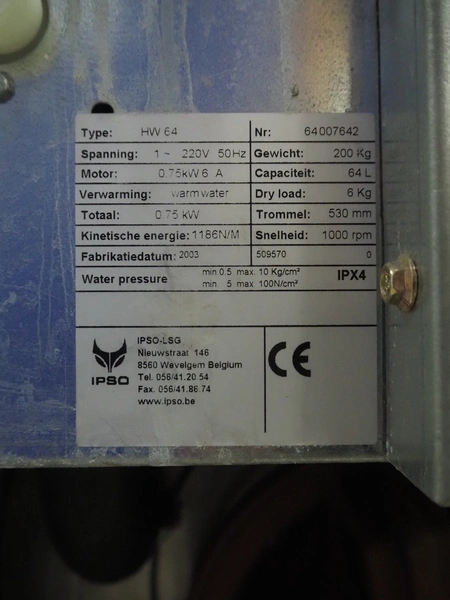 Type: HW 64 Nr: 64007642
Spanning: 1 ~ 220V 50Hz Gewicht: 200 Kg
Motor: 0.75kW 6 A Capaciteit: 64 L
Verwarming: warmwater Dry load: 6 Kg
Totaal: 0.75 kW Trommel: 530 mm
Kinetische energie: 1186N/M Snelheid: 1000 rpm
Fabrikatiedatum: 2003 509570 0
Water pressure min.0.5 max. 10 Kg/cm² IPX4
min. 5 max. 100N/cm²
IPSO-LSG
Nieuwstraat 146
8560 Wevelgem Belgium
Tel. 056/41.20 54
Fax. 056/41.86.74
www.ipso.be
IPSO
CE